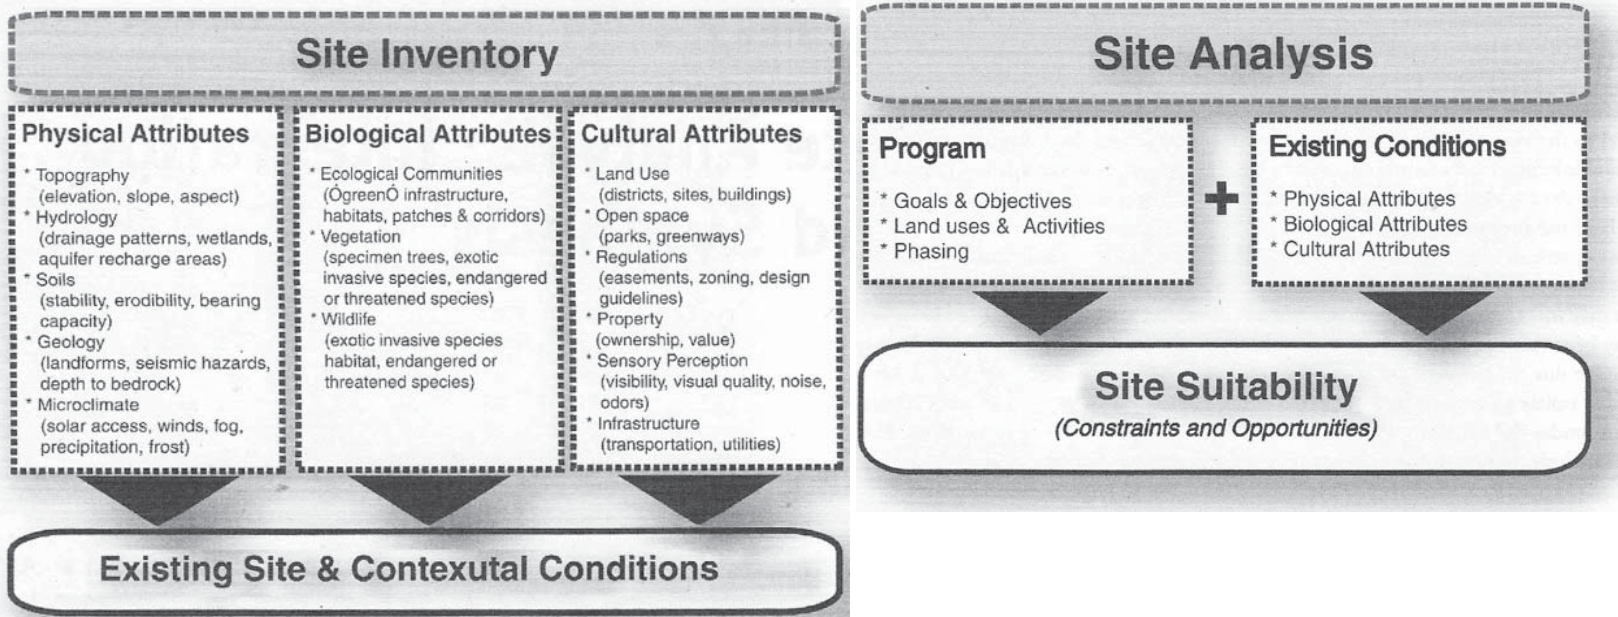 Site Inventory
Physical Attributes
* Topography
(elevation, slope, aspect)
* Hydrology
(drainage patterns, wetlands,
aquifer recharge areas)
* Soils
(stability, erodibility, bearing
capacity)
* Geology
(landforms, seismic hazards,
depth to bedrock)
* Microclimate
(solar access, winds, fog,
precipitation, frost)
Biological Attributes
* Ecological Communities
(ÓgreenÓ infrastructure,
habitats, patches & corridors)
* Vegetation
(specimen trees, exotic
invasive species, endangered
or threatened species)
* Wildlife
(exotic invasive species
habitat, endangered or
threatened species)
Cultural Attributes
* Land Use
(districts, sites, buildings)
* Open space
(parks, greenways)
* Regulations
(easements, zoning, design
guidelines)
* Property
(ownership, value)
* Sensory Perception
(visibility, visual quality, noise,
odors)
* Infrastructure
(transportation, utilities)
Existing Site & Contexutal Conditions
Site Analysis
Program
* Goals & Objectives
* Land uses & Activities
* Phasing
+
Existing Conditions
* Physical Attributes
* Biological Attributes
* Cultural Attributes
Site Suitability
(Constraints and Opportunities)